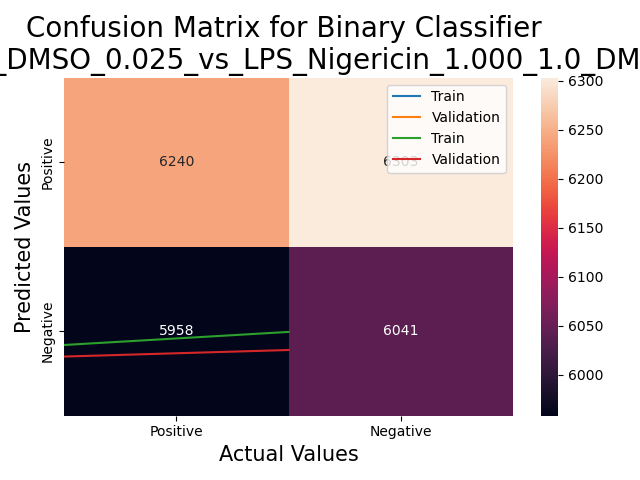 Confusion Matrix for Binary Classifier
_DMSO_0.025_vs_LPS_Nigericin_1.000_1.0_DM
Train
Validation
Train
Validation
6300
6250
6200
6150
6100
6050
6000
Predicted Values
Positive
Negative
6240
5958
6041
Positive
Negative
Actual Values